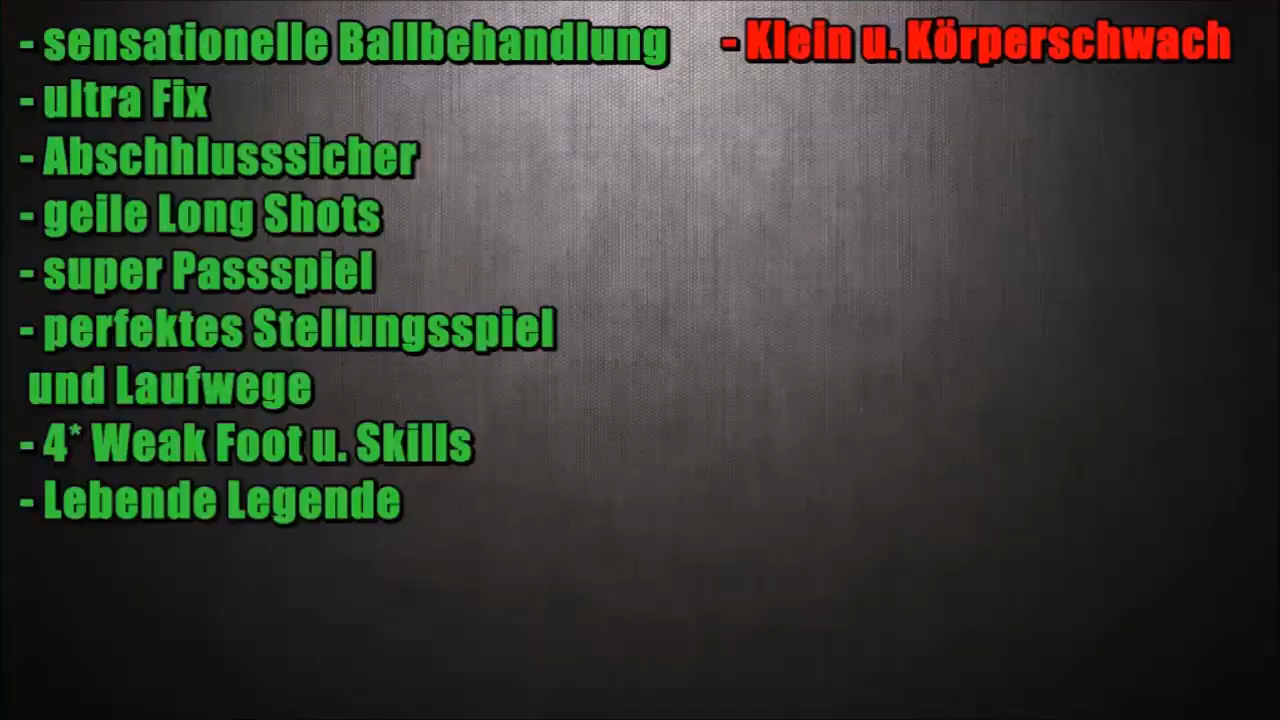 - sensationelle Ballbehandlung
- ultra Fix
- Abschhlusssicher
- geile Long Shots
- super Passspiel
- perfektes Stellungsspiel
und Laufwege
- 4* Weak Foot u. Skills
- Lebende Legende
- Klein u. Körperschwach